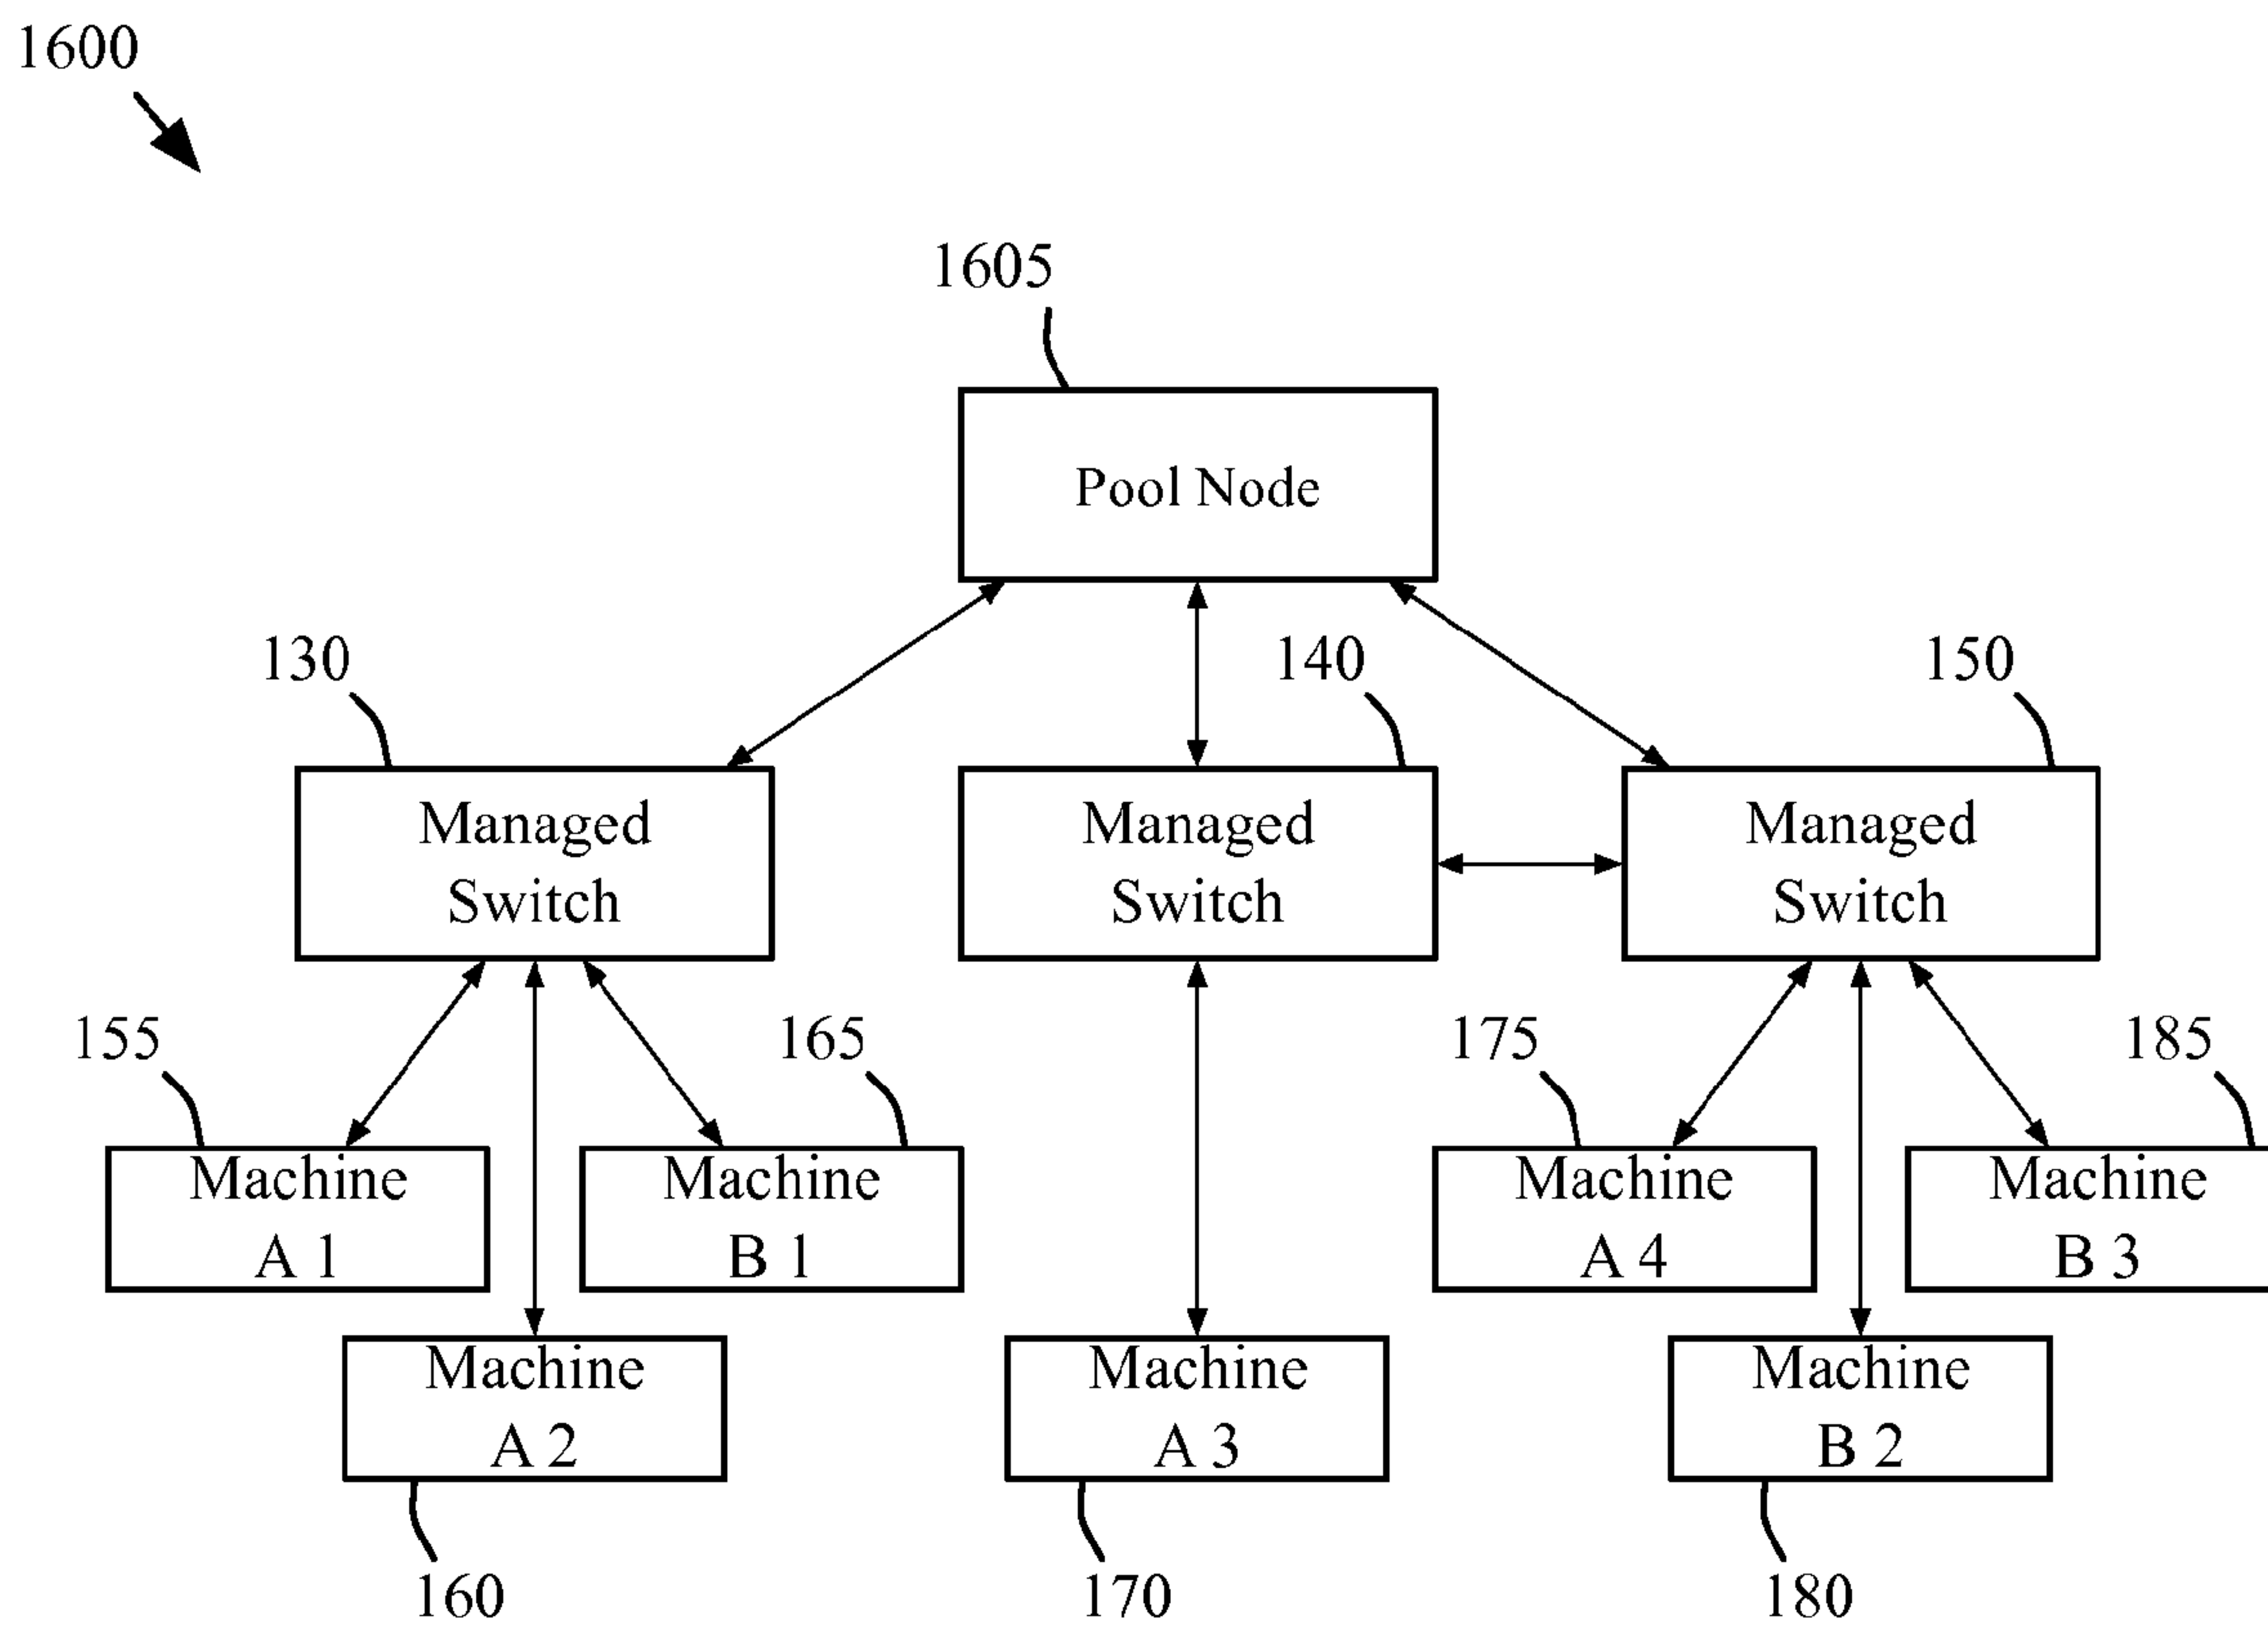 1600
1605
Pool Node
130
140
150
Managed
Switch
Managed
Switch
Managed
Switch
155
165
175
185
Machine
A 1
Machine
B 1
Machine
A 4
Machine
B 3
Machine
A 2
Machine
A 3
Machine
B 2
160
170
180